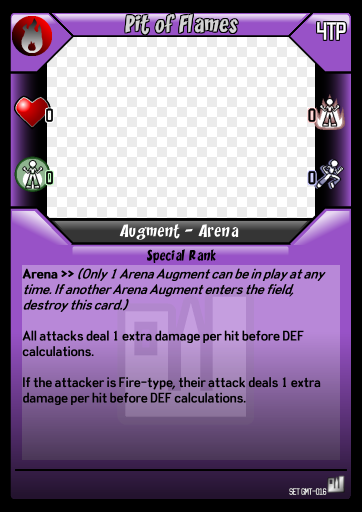 Pit of Flames
4TP
0
0
0
0
Augment - Arena
Special Rank
Arena >> (Only 1 Arena Augment can be in play at any
time. If another Arena Augment enters the field,
destroy this card.)
All attacks deal 1 extra damage per hit before DEF
calculations.
If the attacker is Fire-type, their attack deals 1 extra
damage per hit before DEF calculations.
SET GMT-016